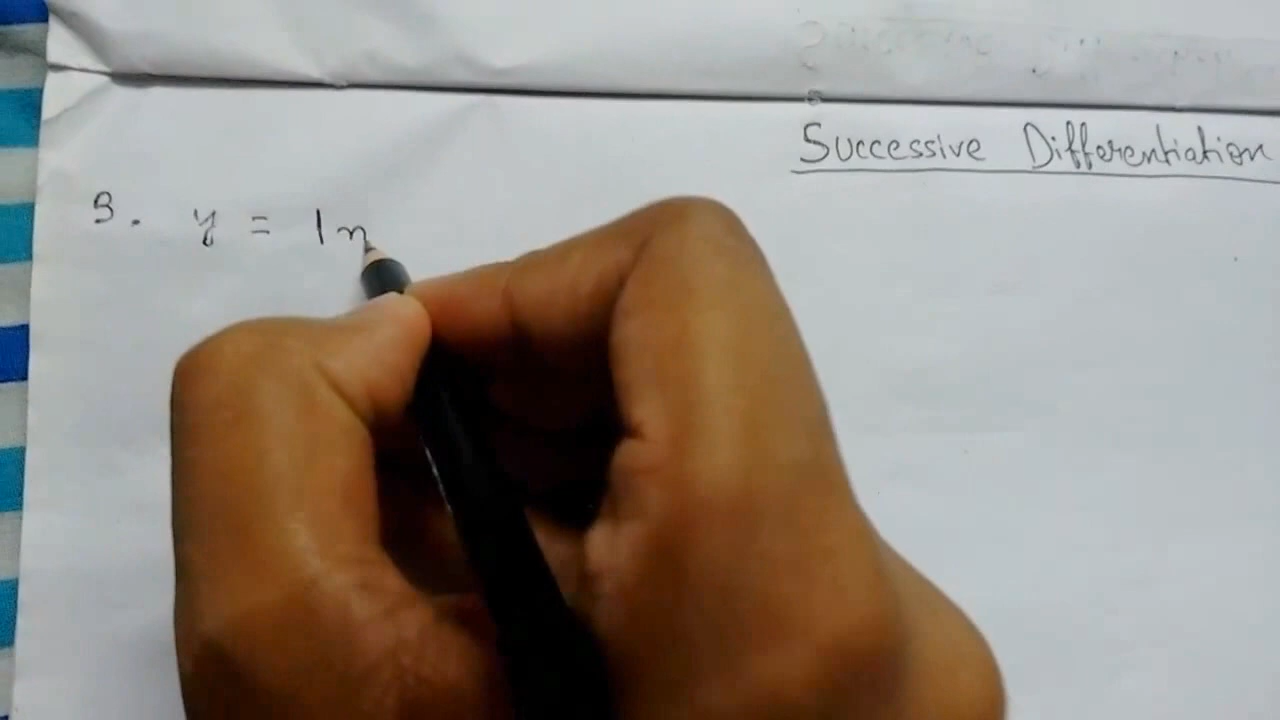 Successive Differentiation
3. y = ln